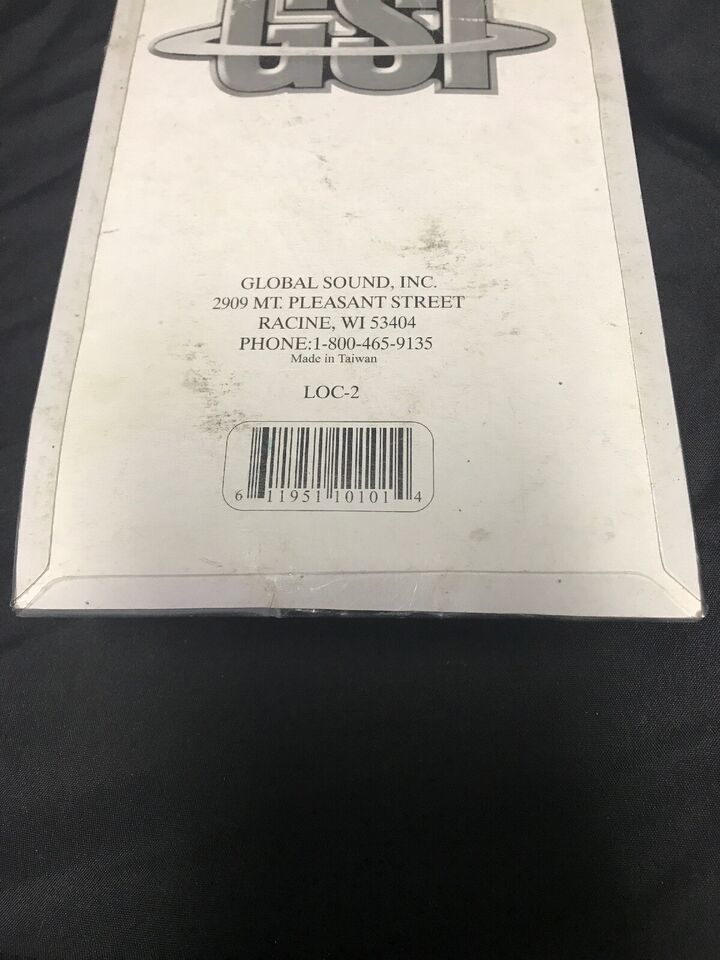 GSI
GLOBAL SOUND, INC.
2909 MT. PLEASANT STREET
RACINE, WI 53404
PHONE:1-800-465-9135
Made in Taiwan
LOC-2
6 11951 10101 4